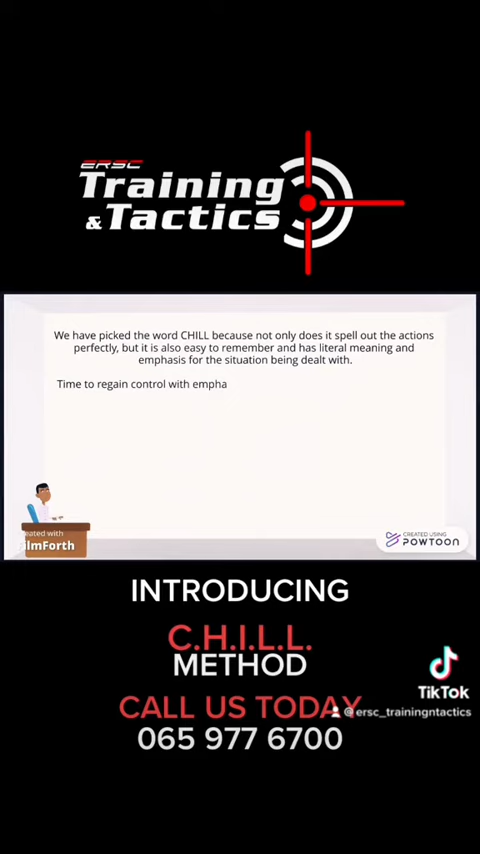 ERSC
Training
& Tactics
We have picked the word CHILL because not only does it spell out the actions
perfectly, but it is also easy to remember and has literal meaning and
emphasis for the situation being dealt with.
Time to regain control with empha
eated with
ilmForth
CREATED USING
POWTOON
INTRODUCING
C.H.I.L.L.
METHOD
TikTok
CALL US TODAY
@ersc_trainingntactics
065 977 6700